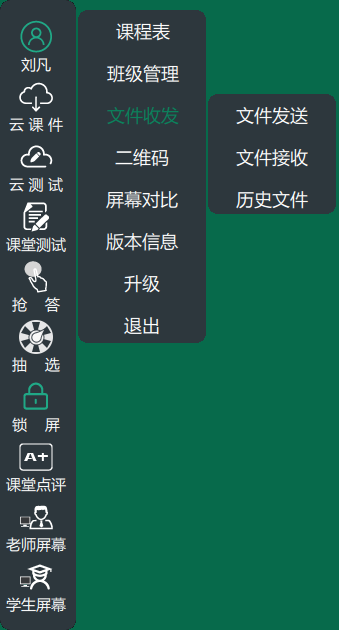 刘凡
云 课 件
云 测 试
课堂测试
抢 答
抽 选
锁 屏
A+
课堂点评
老师屏幕
学生屏幕
课程表
班级管理
文件收发
二维码
屏幕对比
版本信息
升级
退出
文件发送
文件接收
历史文件